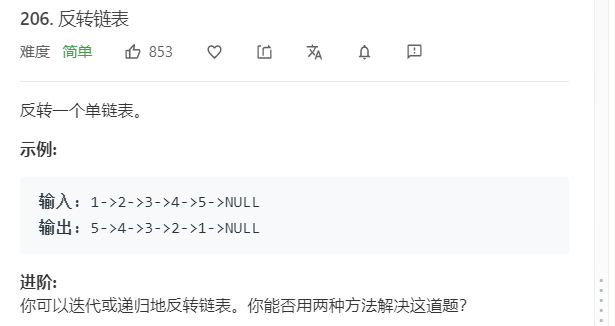 206. 反转链表
难度 简单 853
反转一个单链表。
示例:
输入: 1->2->3->4->5->NULL
输出: 5->4->3->2->1->NULL
进阶:
你可以迭代或递归地反转链表。你能否用两种方法解决这道题?